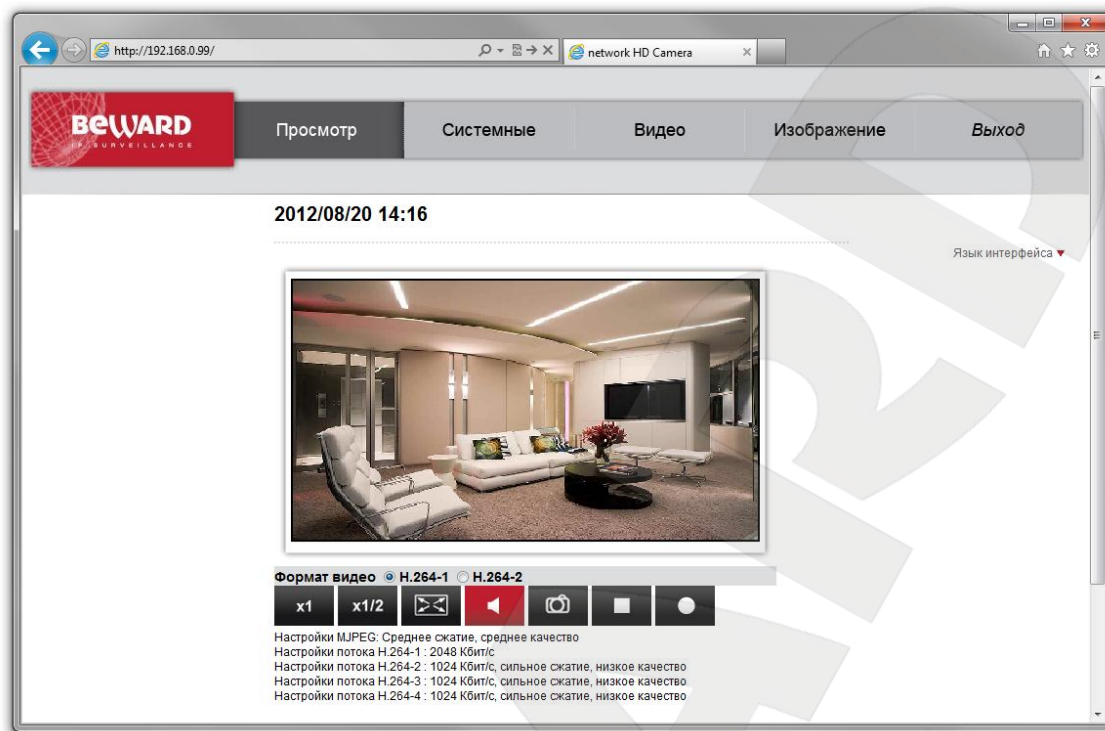 http://192.168.0.99/
network HD Camera
BEWARD
IP SURVEILLANCE
Просмотр
Системные
Видео
Изображение
Выход
2012/08/20 14:16
Язык интерфейса
Формат видео H.264-1 H.264-2
x1 x1/2
Настройки MJPEG: Среднее сжатие, среднее качество
Настройки потока H.264-1 : 2048 Кбит/с
Настройки потока H.264-2 : 1024 Кбит/с, сильное сжатие, низкое качество
Настройки потока H.264-3 : 1024 Кбит/с, сильное сжатие, низкое качество
Настройки потока H.264-4 : 1024 Кбит/с, сильное сжатие, низкое качество